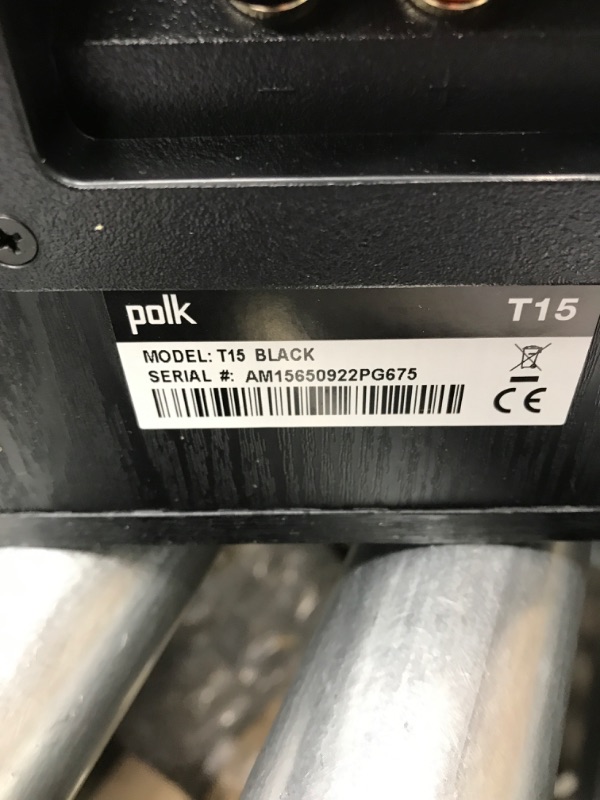 − +
polk T15
MODEL: T15 BLACK
SERIAL #: AM15650922PG675
CE